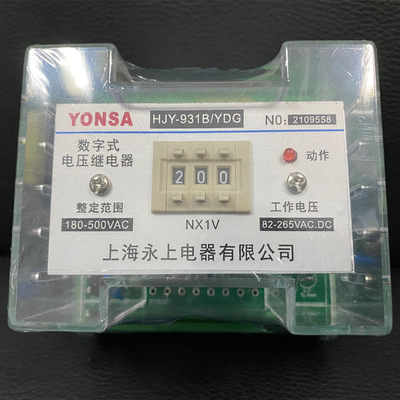 YONSA HJY-931B/YDG NO: 2109558
数字式
电压继电器
200
动作
整定范围
NX1V
工作电压
180-500VAC
82-265VAC.DC
上海永上电器有限公司